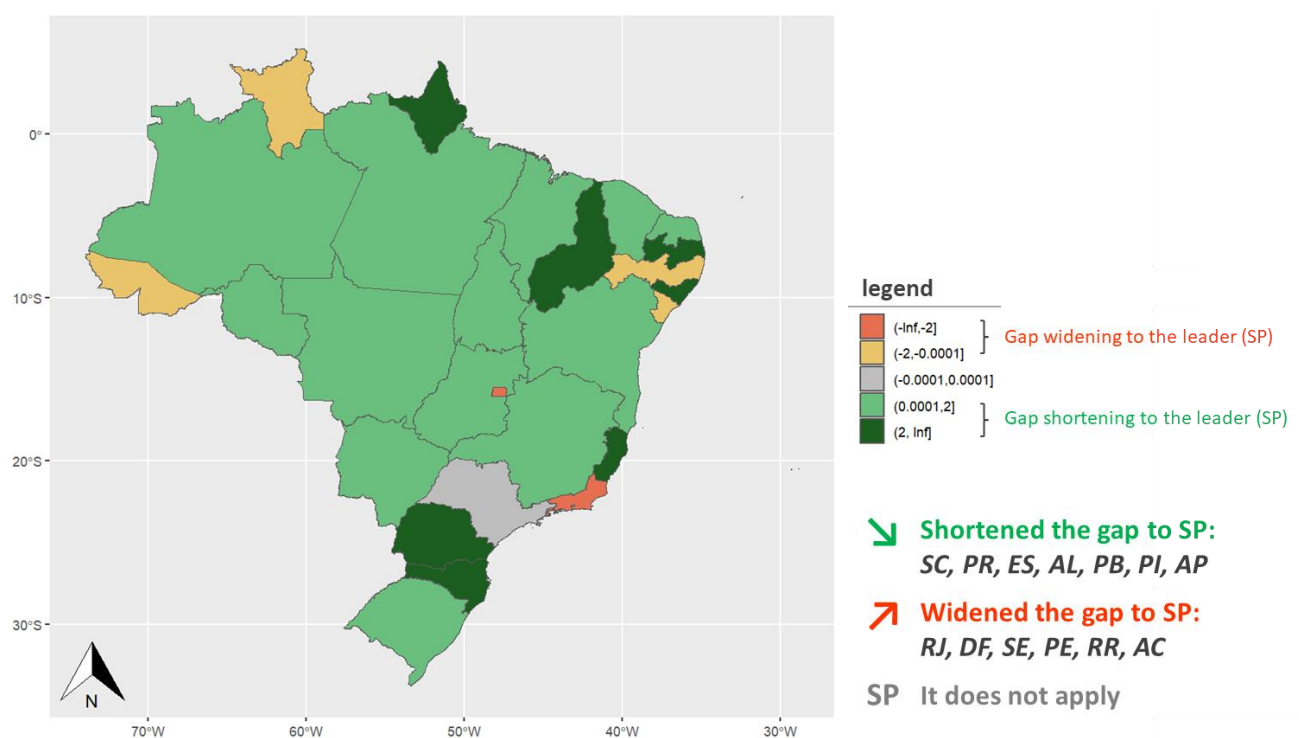 0°
10°S
20°S
30°S
70°W
60°W
50°W
40°W
30°W
N
legend
(-Inf,-2]
(-2,-0.0001]
Gap widening to the leader (SP)
(-0.0001,0.0001]
(0.0001,2]
(2, Inf]
Gap shortening to the leader (SP)
Shortened the gap to SP:
SC, PR, ES, AL, PB, PI, AP
Widened the gap to SP:
RJ, DF, SE, PE, RR, AC
SP It does not apply